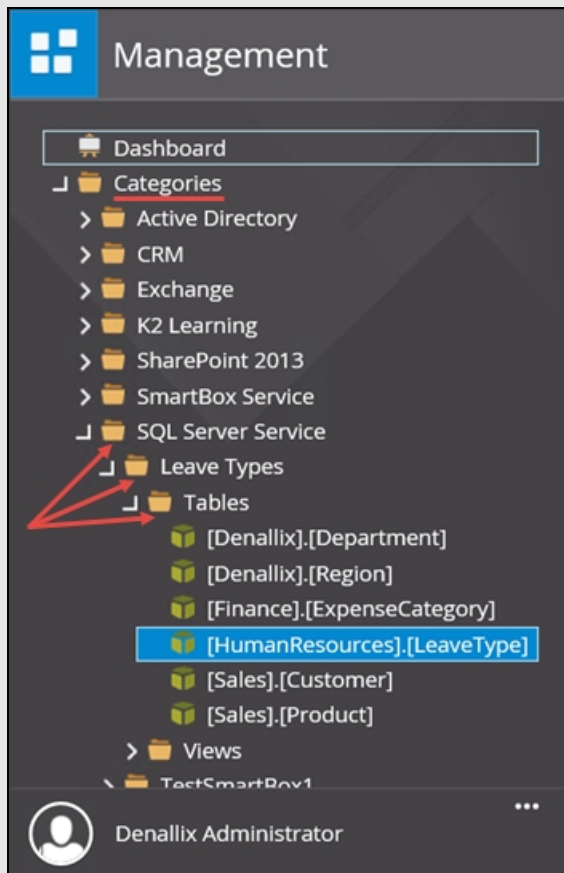 Management
Dashboard
Categories
Active Directory
CRM
Exchange
K2 Learning
SharePoint 2013
SmartBox Service
SQL Server Service
Leave Types
Tables
[Denallix].[Department]
[Denallix].[Region]
[Finance].[ExpenseCategory]
[HumanResources].[LeaveType]
[Sales].[Customer]
[Sales].[Product]
Views
TestSmartBox1
Denallix Administrator